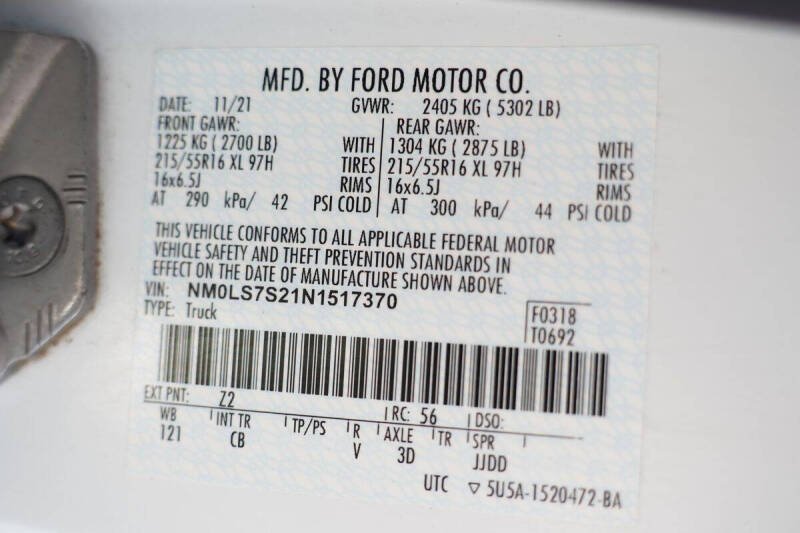 MFD. BY FORD MOTOR CO.
DATE: 11/21 GVWR: 2405 KG ( 5302 LB)
FRONT GAWR: REAR GAWR:
1225 KG ( 2700 LB) WITH 1304 KG ( 2875 LB) WITH
215/55R16 XL 97H TIRES 215/55R16 XL 97H TIRES
16x6.5J RIMS 16x6.5J RIMS
AT 290 kPa/ 42 PSI COLD AT 300 kPa/ 44 PSI COLD
THIS VEHICLE CONFORMS TO ALL APPLICABLE FEDERAL MOTOR
VEHICLE SAFETY AND THEFT PREVENTION STANDARDS IN
EFFECT ON THE DATE OF MANUFACTURE SHOWN ABOVE.
VIN: NM0LS7S21N1517370
TYPE: Truck F0318
T0692
EXT PNT: Z2 RC: 56 DSO:
WB INT TR TP/PS R AXLE TR SPR
121 CB V 3D JJDD
UTC ▽ 5U5A-1520472-BA